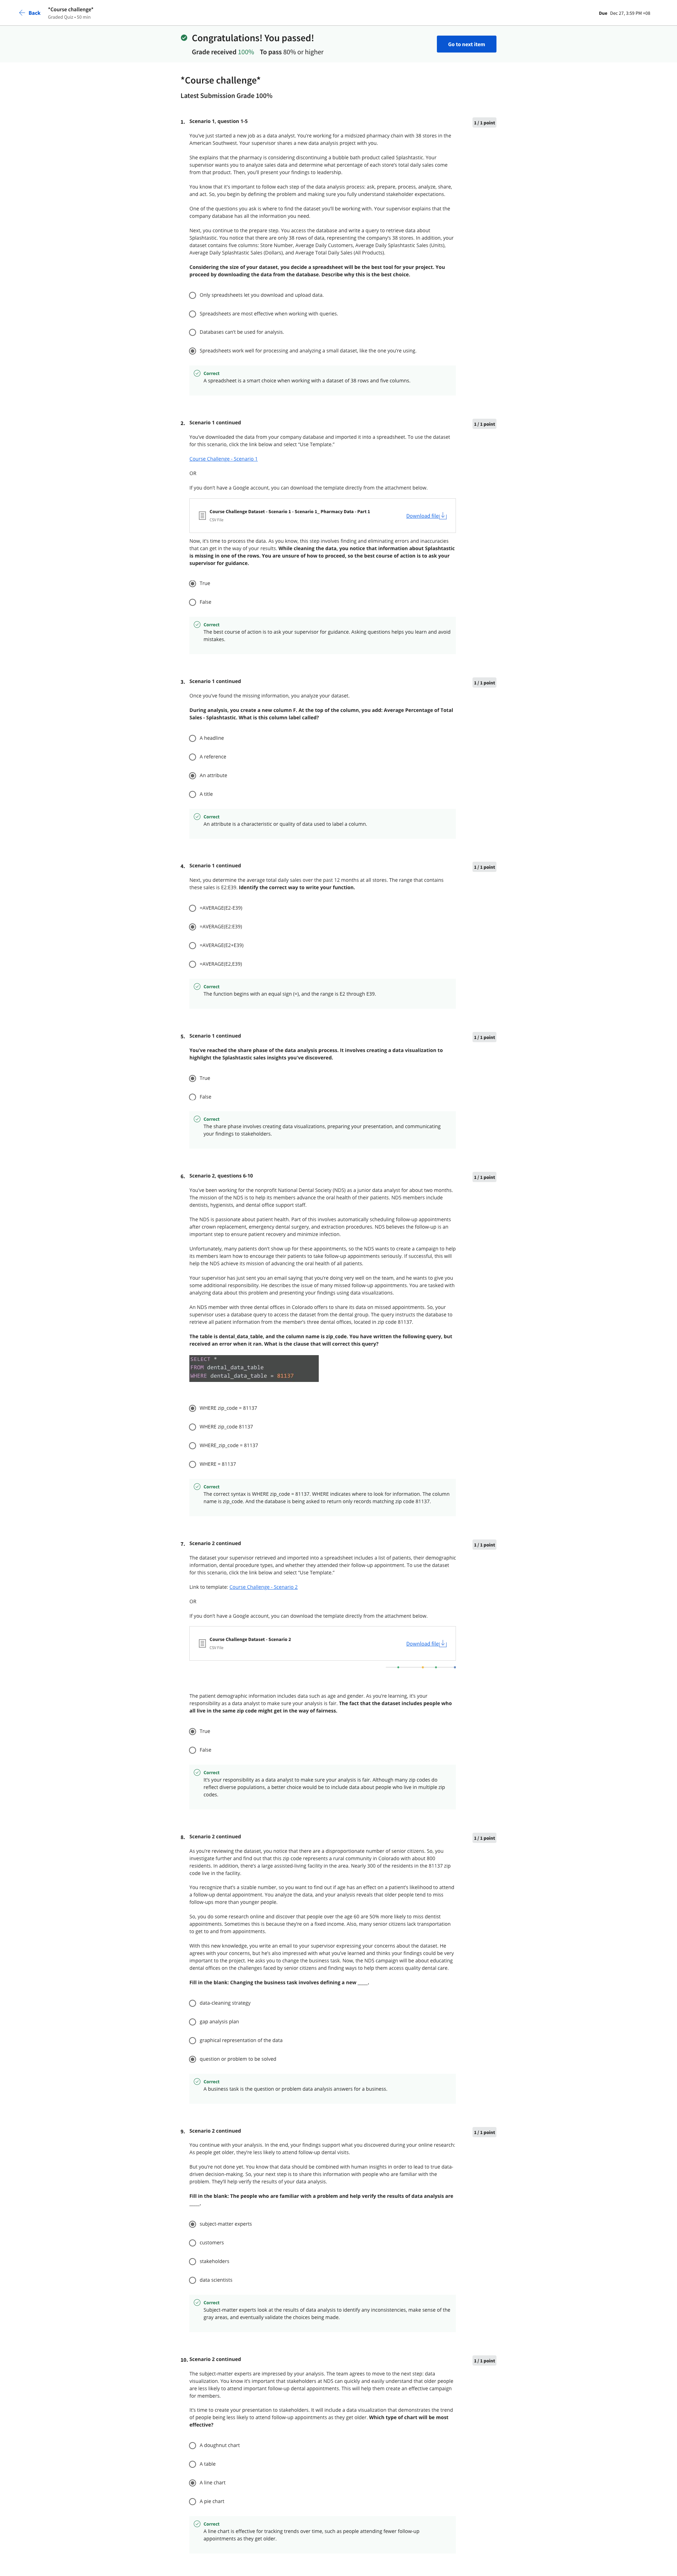 Back
*Course challenge*
Graded Quiz • 50 min
Due Dec 27, 3:59 PM +08
Congratulations! You passed!
Grade received 100% To pass 80% or higher
Go to next item
*Course challenge*
Latest Submission Grade 100%
1. Scenario 1, question 1-5
1 / 1 point
You've just started a new job as a data analyst. You're working for a midsized pharmacy chain with 38 stores in the
American Southwest. Your supervisor shares a new data analysis project with you.
She explains that the pharmacy is considering discontinuing a bubble bath product called Splashtastic. Your
supervisor wants you to analyze sales data and determine what percentage of each store's total daily sales come
from that product. Then, you'll present your findings to leadership.
You know that it's important to follow each step of the data analysis process: ask, prepare, process, analyze, share,
and act. So, you begin by defining the problem and making sure you fully understand stakeholder expectations.
One of the questions you ask is where to find the dataset you'll be working with. Your supervisor explains that the
company database has all the information you need.
Next, you continue to the prepare step. You access the database and write a query to retrieve data about
Splashtastic. You notice that there are only 38 rows of data, representing the company's 38 stores. In addition, your
dataset contains five columns: Store Number, Average Daily Customers, Average Daily Splashtastic Sales (Units),
Average Daily Splashtastic Sales (Dollars), and Average Total Daily Sales (All Products).
Considering the size of your dataset, you decide a spreadsheet will be the best tool for your project. You
proceed by downloading the data from the database. Describe why this is the best choice.
Only spreadsheets let you download and upload data.
Spreadsheets are most effective when working with queries.
Databases can't be used for analysis.
Spreadsheets work well for processing and analyzing a small dataset, like the one you're using.
Correct
A spreadsheet is a smart choice when working with a dataset of 38 rows and five columns.
2. Scenario 1 continued
1 / 1 point
You've downloaded the data from your company database and imported it into a spreadsheet. To use the dataset
for this scenario, click the link below and select "Use Template."
Course Challenge - Scenario 1
OR
If you don't have a Google account, you can download the template directly from the attachment below.
Course Challenge Dataset - Scenario 1 - Scenario 1_ Pharmacy Data - Part 1
CSV File
Download file
Now, it's time to process the data. As you know, this step involves finding and eliminating errors and inaccuracies
that can get in the way of your results. While cleaning the data, you notice that information about Splashtastic
is missing in one of the rows. You are unsure of how to proceed, so the best course of action is to ask your
supervisor for guidance.
True
False
Correct
The best course of action is to ask your supervisor for guidance. Asking questions helps you learn and avoid
mistakes.
3. Scenario 1 continued
1 / 1 point
Once you've found the missing information, you analyze your dataset.
During analysis, you create a new column F. At the top of the column, you add: Average Percentage of Total
Sales - Splashtastic. What is this column label called?
A headline
A reference
An attribute
A title
Correct
An attribute is a characteristic or quality of data used to label a column.
4. Scenario 1 continued
1 / 1 point
Next, you determine the average total daily sales over the past 12 months at all stores. The range that contains
these sales is E2:E39. Identify the correct way to write your function.
=AVERAGE(E2-E39)
=AVERAGE(E2:E39)
=AVERAGE(E2+E39)
=AVERAGE(E2,E39)
Correct
The function begins with an equal sign (=), and the range is E2 through E39.
5. Scenario 1 continued
1 / 1 point
You've reached the share phase of the data analysis process. It involves creating a data visualization to
highlight the Splashtastic sales insights you've discovered.
True
False
Correct
The share phase involves creating data visualizations, preparing your presentation, and communicating
your findings to stakeholders.
6. Scenario 2, questions 6-10
1 / 1 point
You've been working for the nonprofit National Dental Society (NDS) as a junior data analyst for about two months.
The mission of the NDS is to help its members advance the oral health of their patients. NDS members include
dentists, hygienists, and dental office support staff.
The NDS is passionate about patient health. Part of this involves automatically scheduling follow-up appointments
after crown replacement, emergency dental surgery, and extraction procedures. NDS believes the follow-up is an
important step to ensure patient recovery and minimize infection.
Unfortunately, many patients don't show up for these appointments, so the NDS wants to create a campaign to help
its members learn how to encourage their patients to take follow-up appointments seriously. If successful, this will
help the NDS achieve its mission of advancing the oral health of all patients.
Your supervisor has just sent you an email saying that you're doing very well on the team, and he wants to give you
some additional responsibility. He describes the issue of many missed follow-up appointments. You are tasked with
analyzing data about this problem and presenting your findings using data visualizations.
An NDS member with three dental offices in Colorado offers to share its data on missed appointments. So, your
supervisor uses a database query to access the dataset from the dental group. The query instructs the database to
retrieve all patient information from the member's three dental offices, located in zip code 81137.
The table is dental_data_table, and the column name is zip_code. You have written the following query, but
received an error when it ran. What is the clause that will correct this query?
SELECT *
FROM dental_data_table
WHERE dental_data_table = 81137
WHERE zip_code = 81137
WHERE zip_code 81137
WHERE_zip_code = 81137
WHERE = 81137
Correct
The correct syntax is WHERE zip_code = 81137. WHERE indicates where to look for information. The column
name is zip_code. And the database is being asked to return only records matching zip code 81137.
7. Scenario 2 continued
1 / 1 point
The dataset your supervisor retrieved and imported into a spreadsheet includes a list of patients, their demographic
information, dental procedure types, and whether they attended their follow-up appointment. To use the dataset
for this scenario, click the link below and select "Use Template."
Link to template: Course Challenge - Scenario 2
OR
If you don't have a Google account, you can download the template directly from the attachment below.
Course Challenge Dataset - Scenario 2
CSV File
Download file
The patient demographic information includes data such as age and gender. As you're learning, it's your
responsibility as a data analyst to make sure your analysis is fair. The fact that the dataset includes people who
all live in the same zip code might get in the way of fairness.
True
False
Correct
It's your responsibility as a data analyst to make sure your analysis is fair. Although many zip codes do
reflect diverse populations, a better choice would be to include data about people who live in multiple zip
codes.
8. Scenario 2 continued
1 / 1 point
As you're reviewing the dataset, you notice that there are a disproportionate number of senior citizens. So, you
investigate further and find out that this zip code represents a rural community in Colorado with about 800
residents. In addition, there's a large assisted-living facility in the area. Nearly 300 of the residents in the 81137 zip
code live in the facility.
You recognize that's a sizable number, so you want to find out if age has an effect on a patient's likelihood to attend
a follow-up dental appointment. You analyze the data, and your analysis reveals that older people tend to miss
follow-ups more than younger people.
So, you do some research online and discover that people over the age 60 are 50% more likely to miss dentist
appointments. Sometimes this is because they're on a fixed income. Also, many senior citizens lack transportation
to get to and from appointments.
With this new knowledge, you write an email to your supervisor expressing your concerns about the dataset. He
agrees with your concerns, but he's also impressed with what you've learned and thinks your findings could be very
important to the project. He asks you to change the business task. Now, the NDS campaign will be about educating
dental offices on the challenges faced by senior citizens and finding ways to help them access quality dental care.
Fill in the blank: Changing the business task involves defining a new ____.
data-cleaning strategy
gap analysis plan
graphical representation of the data
question or problem to be solved
Correct
A business task is the question or problem data analysis answers for a business.
9. Scenario 2 continued
1 / 1 point
You continue with your analysis. In the end, your findings support what you discovered during your online research:
As people get older, they're less likely to attend follow-up dental visits.
But you're not done yet. You know that data should be combined with human insights in order to lead to true data-
driven decision-making. So, your next step is to share this information with people who are familiar with the
problem. They'll help verify the results of your data analysis.
Fill in the blank: The people who are familiar with a problem and help verify the results of data analysis are
____.
subject-matter experts
customers
stakeholders
data scientists
Correct
Subject-matter experts look at the results of data analysis to identify any inconsistencies, make sense of the
gray areas, and eventually validate the choices being made.
10. Scenario 2 continued
1 / 1 point
The subject-matter experts are impressed by your analysis. The team agrees to move to the next step: data
visualization. You know it's important that stakeholders at NDS can quickly and easily understand that older people
are less likely to attend important follow-up dental appointments. This will help them create an effective campaign
for members.
It's time to create your presentation to stakeholders. It will include a data visualization that demonstrates the trend
of people being less likely to attend follow-up appointments as they get older. Which type of chart will be most
effective?
A doughnut chart
A table
A line chart
A pie chart
Correct
A line chart is effective for tracking trends over time, such as people attending fewer follow-up
appointments as they get older.